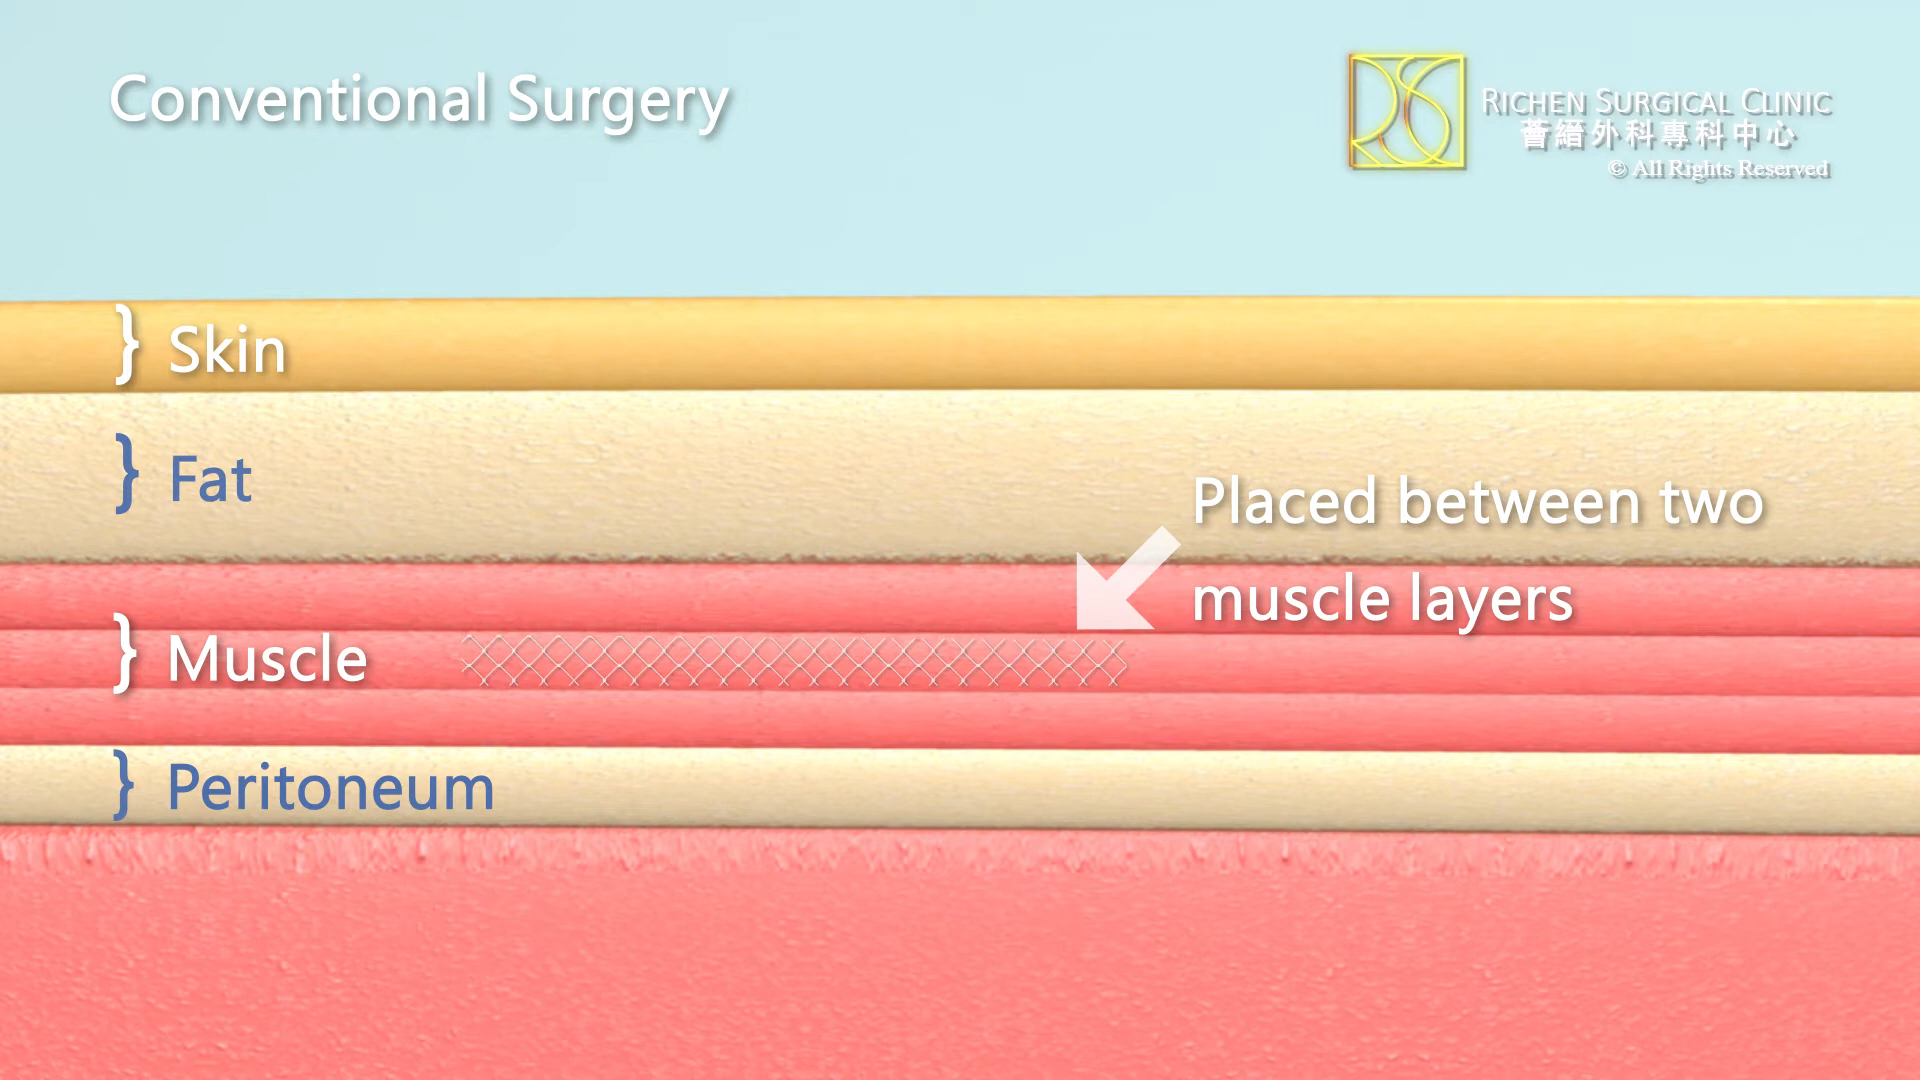 Conventional Surgery
RICHEN SURGICAL CLINIC
薈縉外科專科中心
© All Rights Reserved
} Skin
} Fat
Placed between two
muscle layers
} Muscle
} Peritoneum